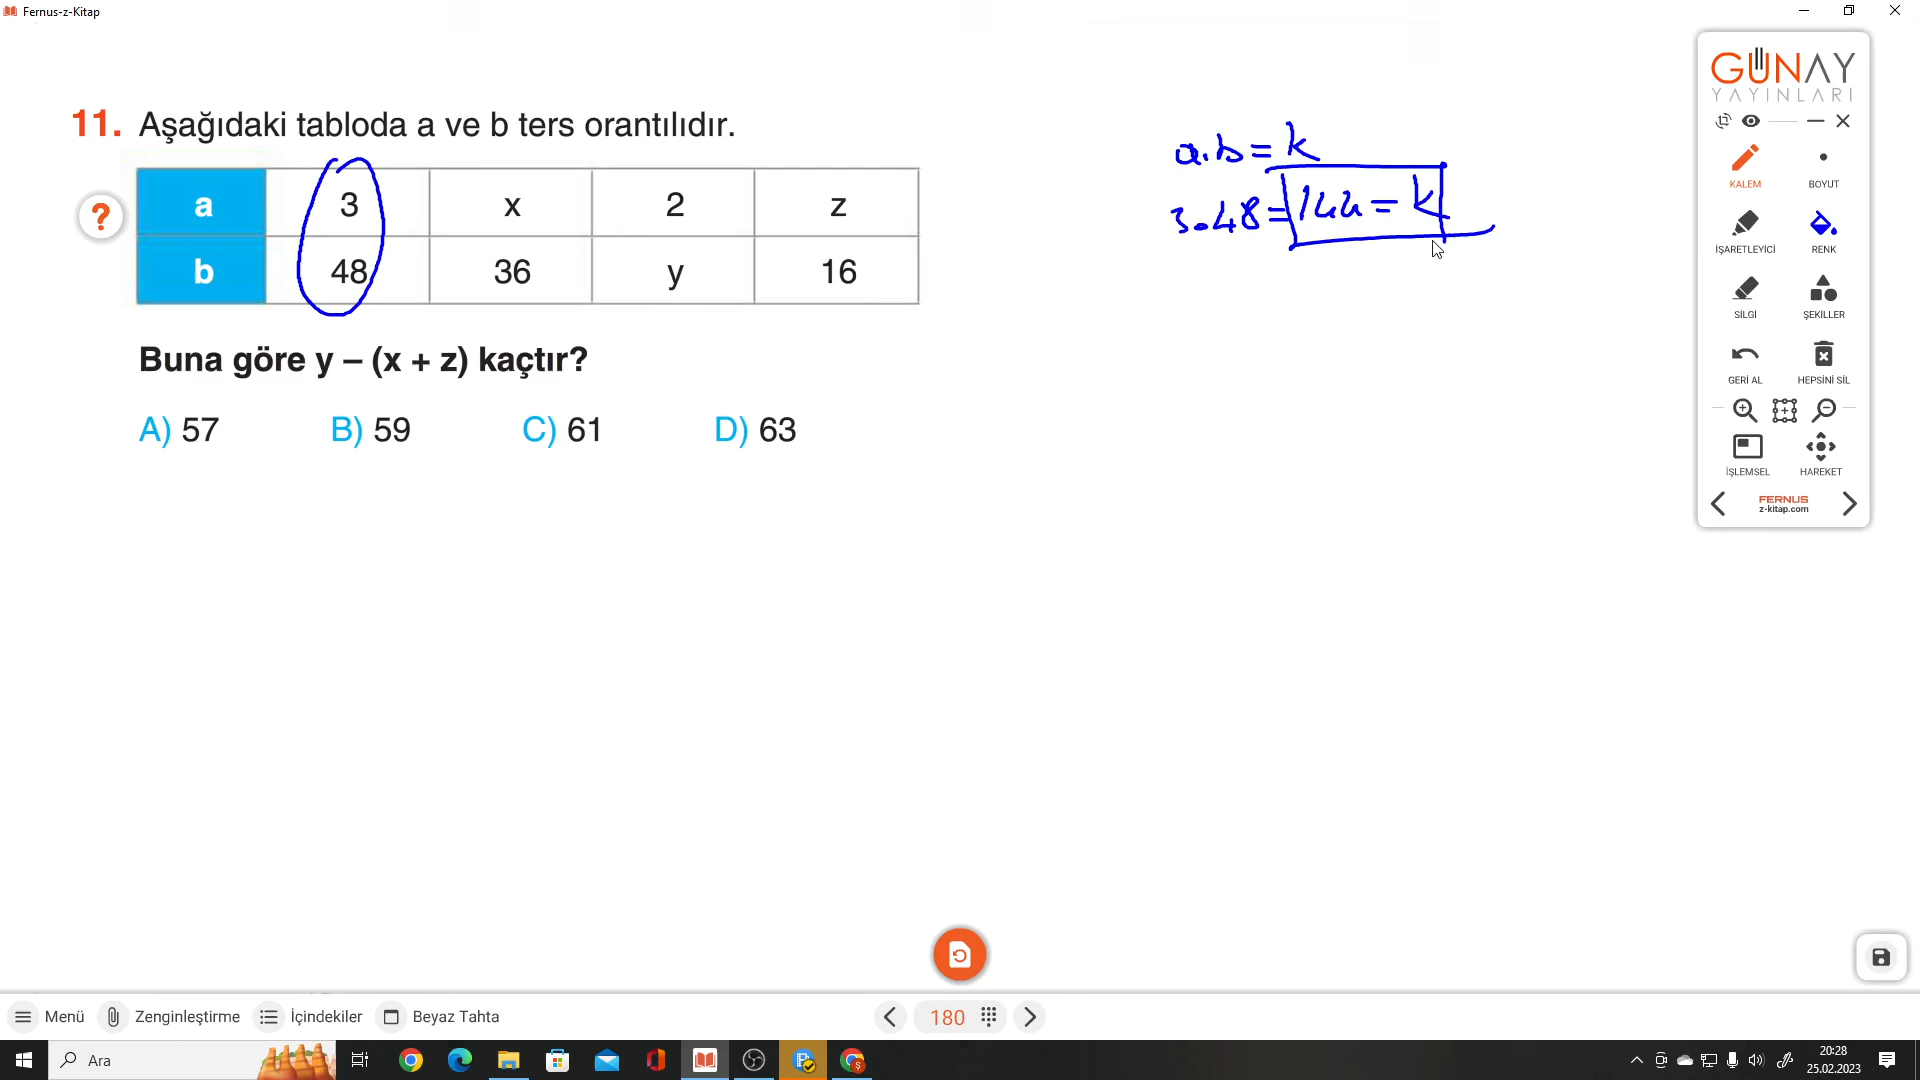 Fernus-z-Kitap
11. Aşağıdaki tabloda a ve b ters orantılıdır.
a 3 x 2 z
b 48 36 y 16
Buna göre y – (x + z) kaçtır?
A) 57 B) 59 C) 61 D) 63
a.b = k
3.48 = 144 = k
GÜNAY
YAYINLARI
KALEM BOYUT
İŞARETLEYİCİ RENK
SİLGİ ŞEKİLLER
GERİ AL HEPSİNİ SİL
İŞLEMSEL HAREKET
FERNUS
z-kitap.com
?
Menü Zenginleştirme İçindekiler Beyaz Tahta 180
Ara
20:28
25.02.2023